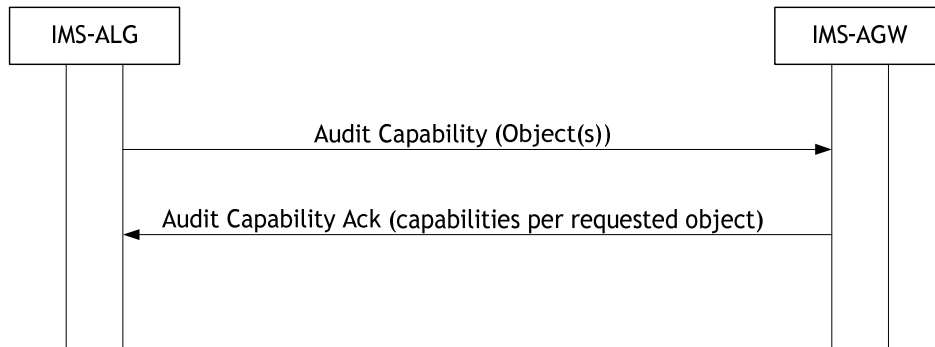 IMS-ALG
IMS-AGW
Audit Capability (Object(s))
Audit Capability Ack (capabilities per requested object)